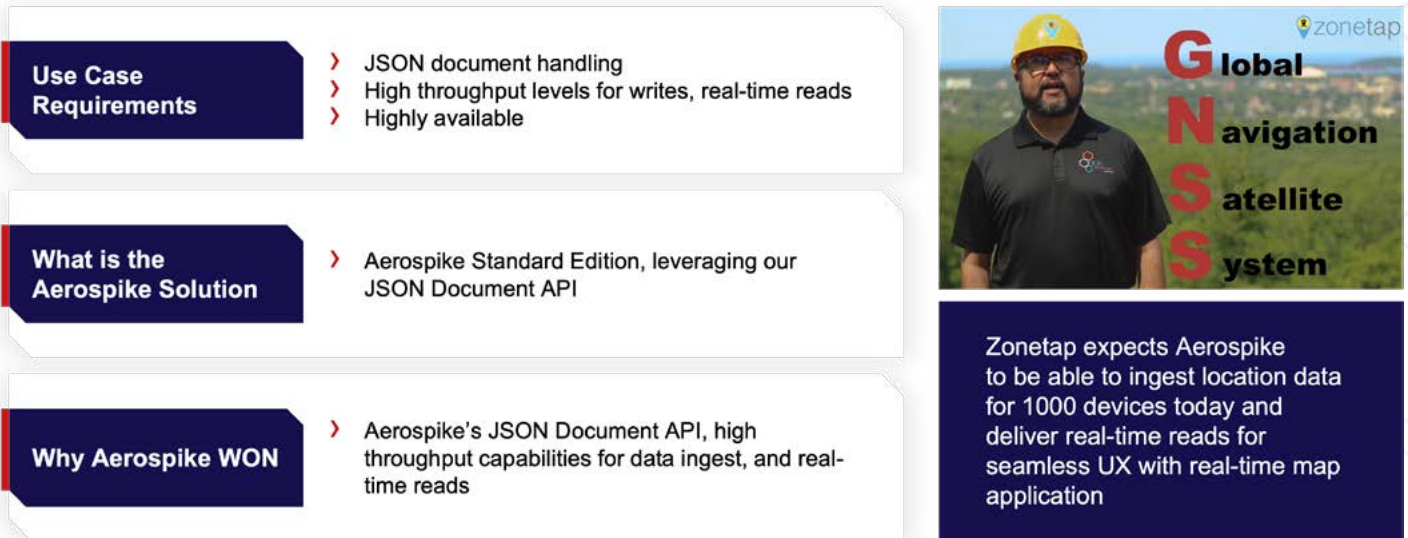 Use Case
Requirements
❯ JSON document handling
❯ High throughput levels for writes, real-time reads
❯ Highly available
What is the
Aerospike Solution
❯ Aerospike Standard Edition, leveraging our
JSON Document API
Why Aerospike WON
❯ Aerospike’s JSON Document API, high
throughput capabilities for data ingest, and real-
time reads
zonetap
Global
Navigation
Satellite
System
Zonetap expects Aerospike
to be able to ingest location data
for 1000 devices today and
deliver real-time reads for
seamless UX with real-time map
application